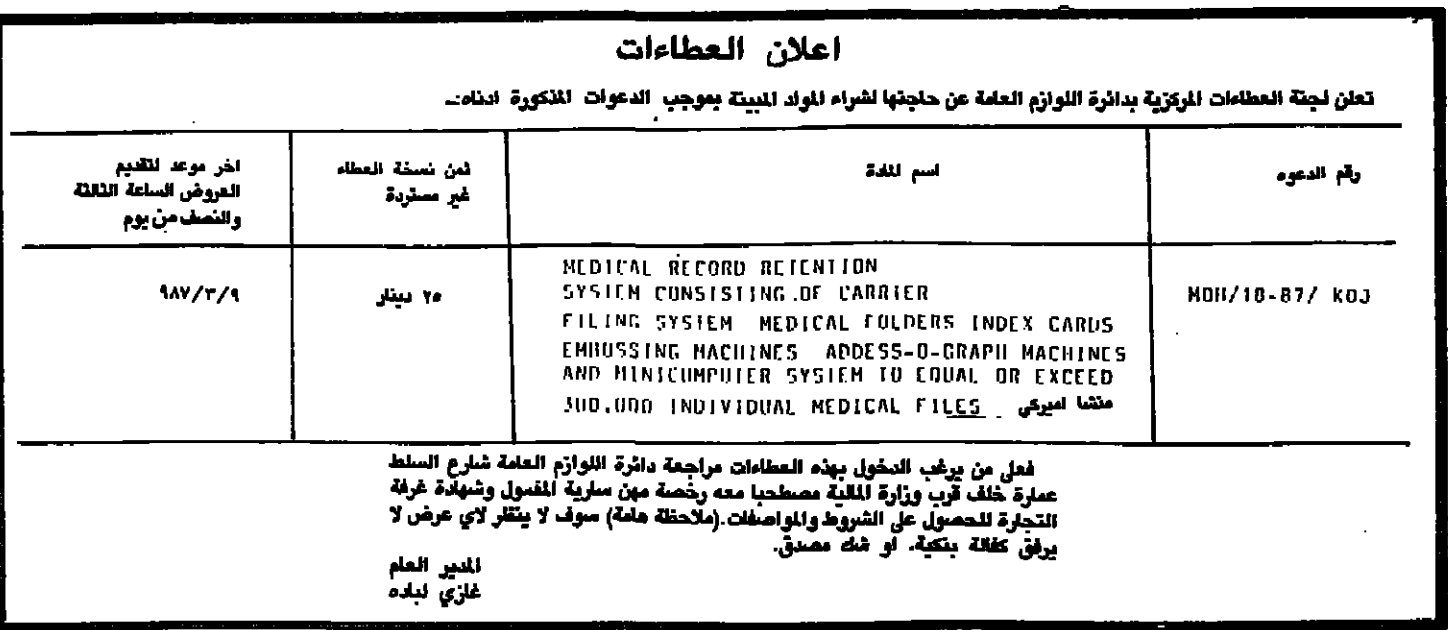 اعلان العطاءات
تعلن لجنة العطاءات المركزية بدائرة اللوازم العامة عن حاجتها لشراء المواد المبينة بموجب الدعوات المذكورة ادناه:ـ
رقم الدعوه
اسم المادة
ثمن نسخة العطاء
غير مستردة
اخر موعد لتقديم
العروض الساعة الثالثة
والنصف من يوم
MOH/10-87/ KOJ
MEDICAL RECORD RETENTION
SYSTEM CONSISTING OF CARRIER
FILING SYSTEM MEDICAL FOLDERS INDEX CARDS
EMBOSSING MACHINES ADDESS-O-GRAPH MACHINES
AND MINICOMPUTER SYSTEM TO EQUAL OR EXCEED
300.000 INDIVIDUAL MEDICAL FILES منشا اميركي
٢٥ دينار
٩٨٧/٣/٩
فعلى من يرغب الدخول بهذه العطاءات مراجعة دائرة اللوازم العامة شارع السلط
عمارة خلف قرب وزارة المالية مصطحبا معه رخصة مهن سارية المفعول وشهادة غرفة
التجارة للحصول على الشروط والمواصفات.(ملاحظة هامة) سوف لا ينظر لاي عرض لا
يرفق كفالة بنكية. او شك مصدق.
المدير العام
غازي لباده